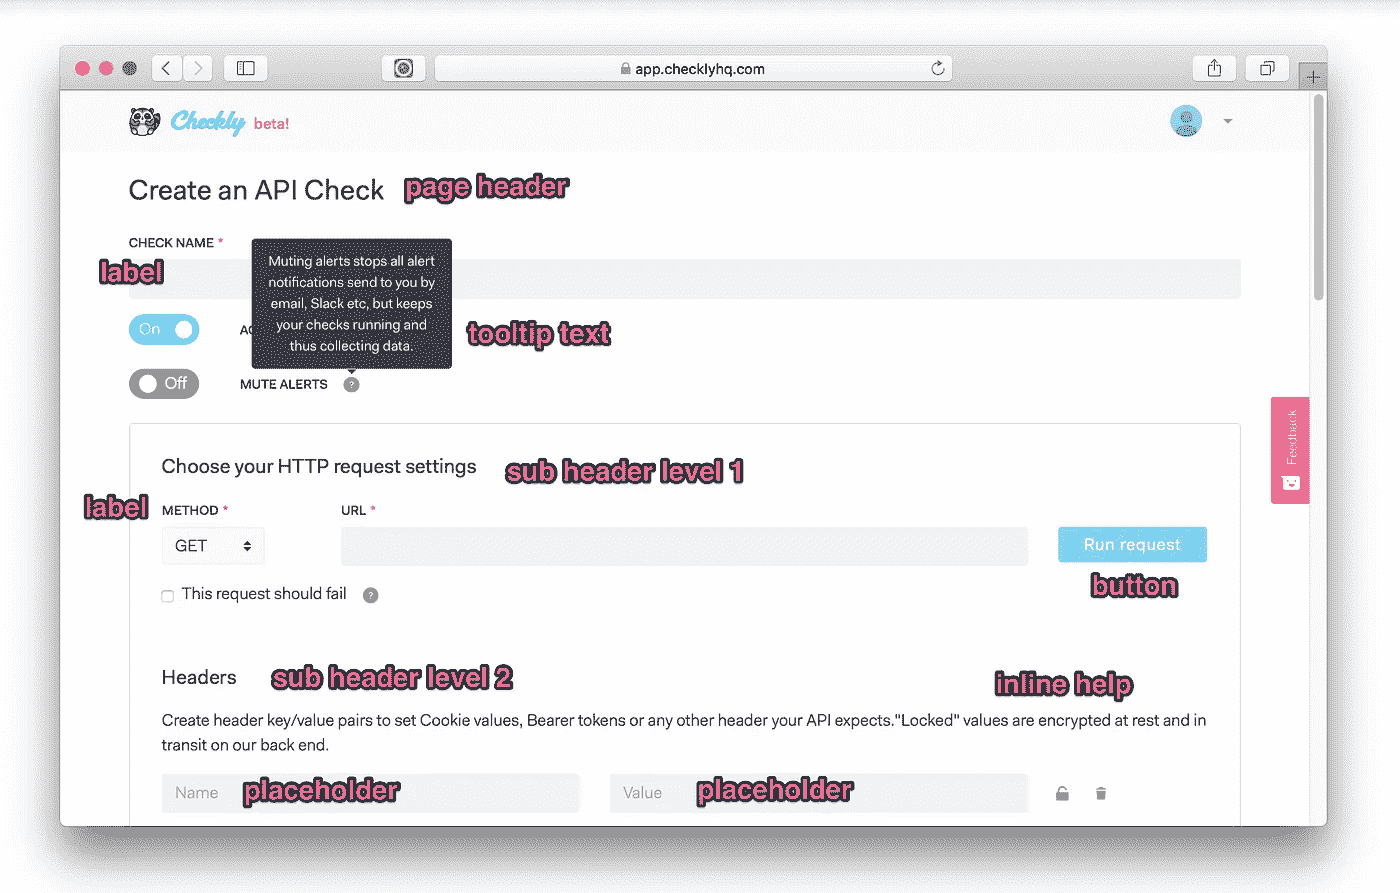 app.checklyhq.com
Checkly beta!
Create an API Check page header
CHECK NAME *
label
Muting alerts stops all alert
notifications send to you by
email, Slack etc, but keeps
your checks running and
thus collecting data.
tooltip text
On
Off MUTE ALERTS ?
Feedback
Choose your HTTP request settings sub header level 1
label METHOD * URL *
GET Run request
button
This request should fail ?
Headers sub header level 2 inline help
Create header key/value pairs to set Cookie values, Bearer tokens or any other header your API expects."Locked" values are encrypted at rest and in
transit on our back end.
Name placeholder Value placeholder